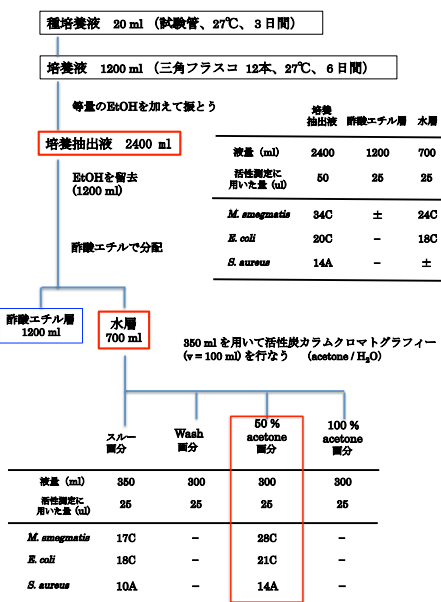 種培養液 20 ml (試験管、27℃、3日間)
培養液 1200 ml (三角フラスコ 12本、27℃、6日間)
等量のEtOHを加えて振とう
培養抽出液 2400 ml
EtOHを留去
(1200 ml)
酢酸エチルで分配
培養
抽出液 酢酸エチル層 水層
液量 (ml) 2400 1200 700
活性測定に
用いた量 (ul) 50 25 25
M. smegmatis 34C ± 24C
E. coli 20C − 18C
S. aureus 14A − ±
酢酸エチル層
1200 ml
水層
700 ml
350 ml を用いて活性炭カラムクロマトグラフィー
(v = 100 ml) を行なう (acetone / H₂O)
スルー
画分
Wash
画分
50 %
acetone
画分
100 %
acetone
画分
液量 (ml) 350 300 300 300
活性測定に
用いた量 (ul) 25 25 25 25
M. smegmatis 17C − 28C −
E. coli 18C − 21C −
S. aureus 10A − 14A −